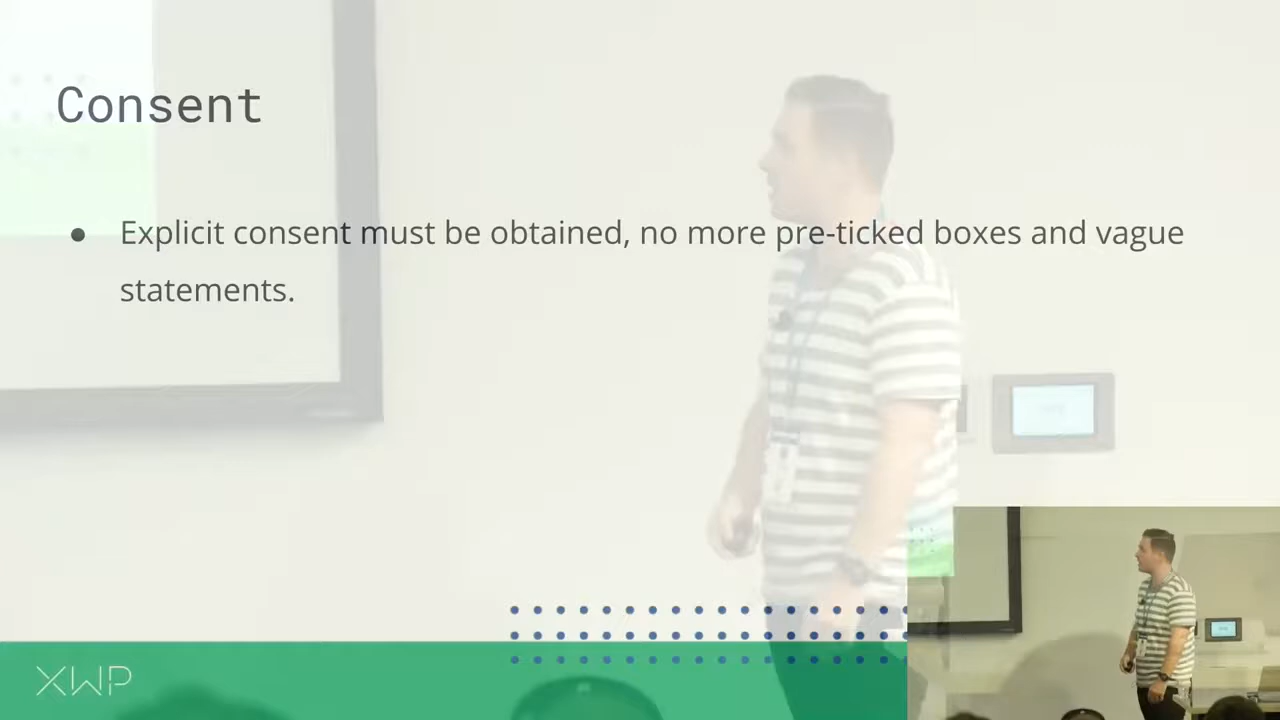 Consent
● Explicit consent must be obtained, no more pre-ticked boxes and vague
statements.
XWP